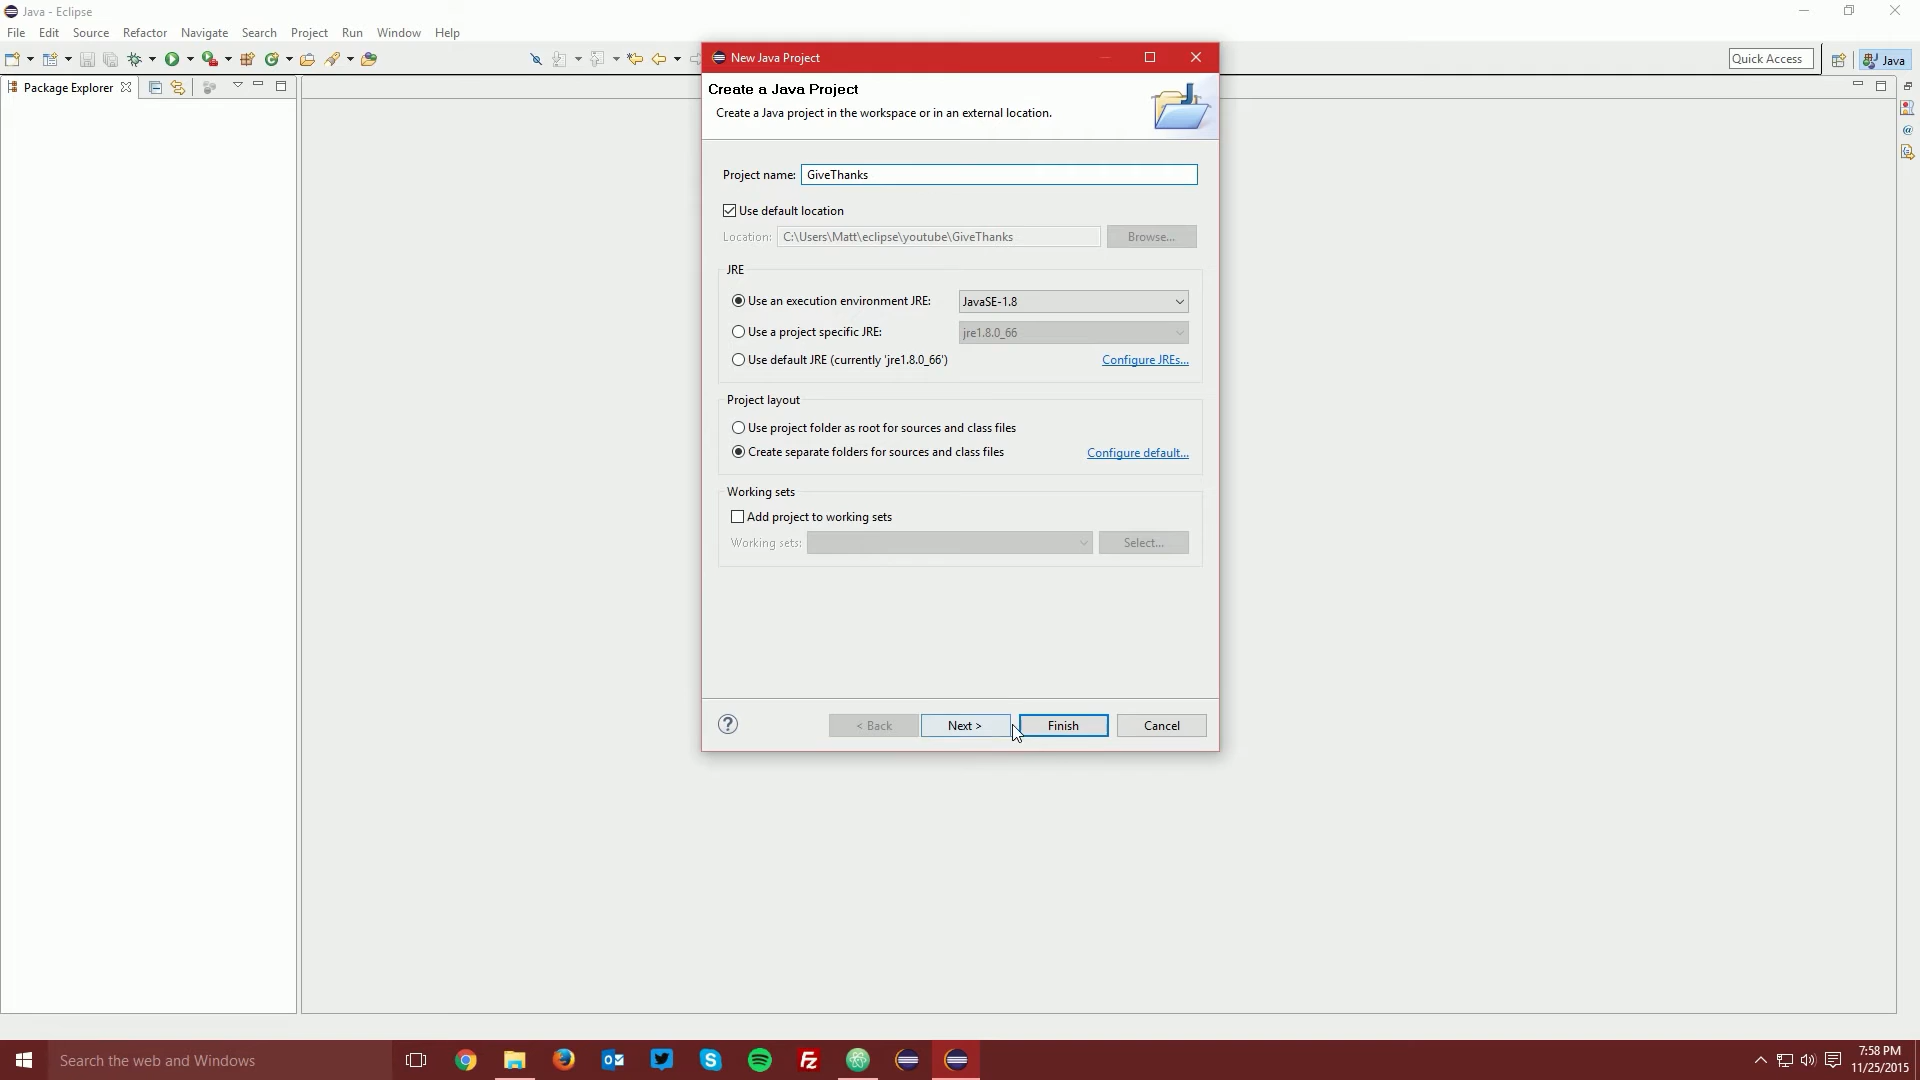 Java - Eclipse
File Edit Source Refactor Navigate Search Project Run Window Help
Quick Access
Java
Package Explorer
New Java Project
Create a Java Project
Create a Java project in the workspace or in an external location.
Project name: GiveThanks
Use default location
Location: C:\Users\Matt\eclipse\youtube\GiveThanks Browse...
JRE
Use an execution environment JRE: JavaSE-1.8
Use a project specific JRE: jre1.8.0_66
Use default JRE (currently 'jre1.8.0_66') Configure JREs...
Project layout
Use project folder as root for sources and class files
Create separate folders for sources and class files Configure default...
Working sets
Add project to working sets
Working sets: Select...
? < Back Next > Finish Cancel
Search the web and Windows
7:58 PM
11/25/2015